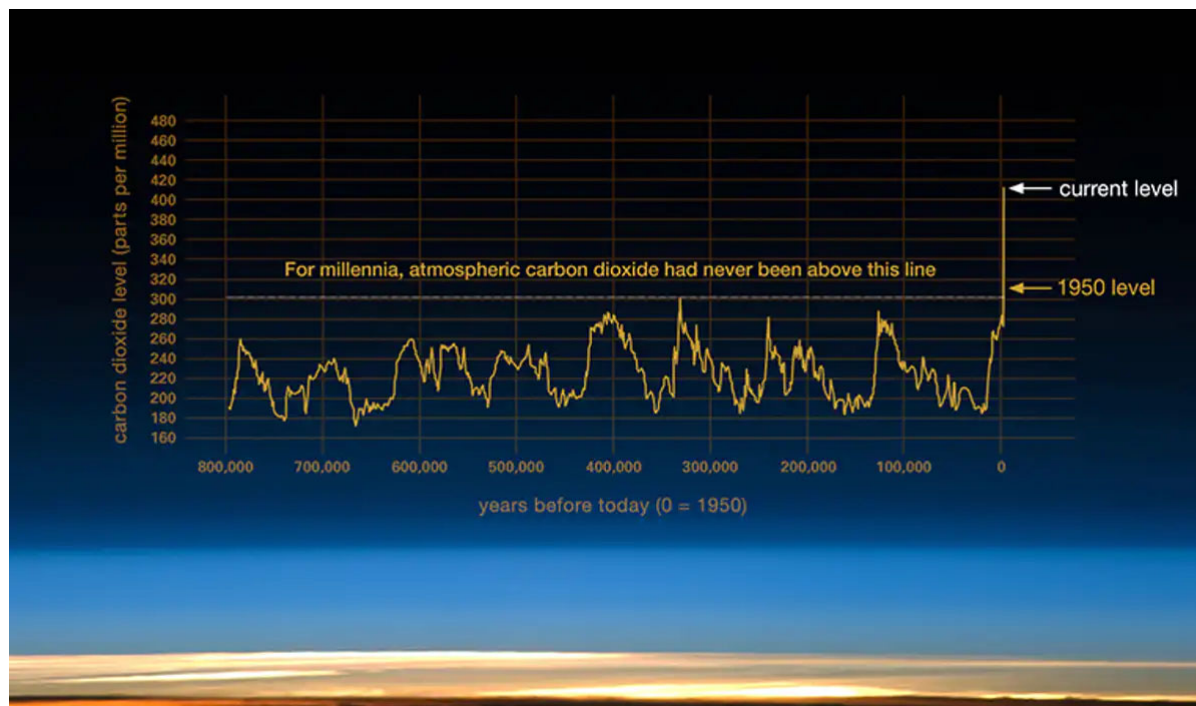 carbon dioxide level (parts per million)
480
460
440
420
400
380
360
340
320
300
280
260
240
220
200
180
160
current level
For millennia, atmospheric carbon dioxide had never been above this line
1950 level
800,000 700,000 600,000 500,000 400,000 300,000 200,000 100,000 0
years before today (0 = 1950)